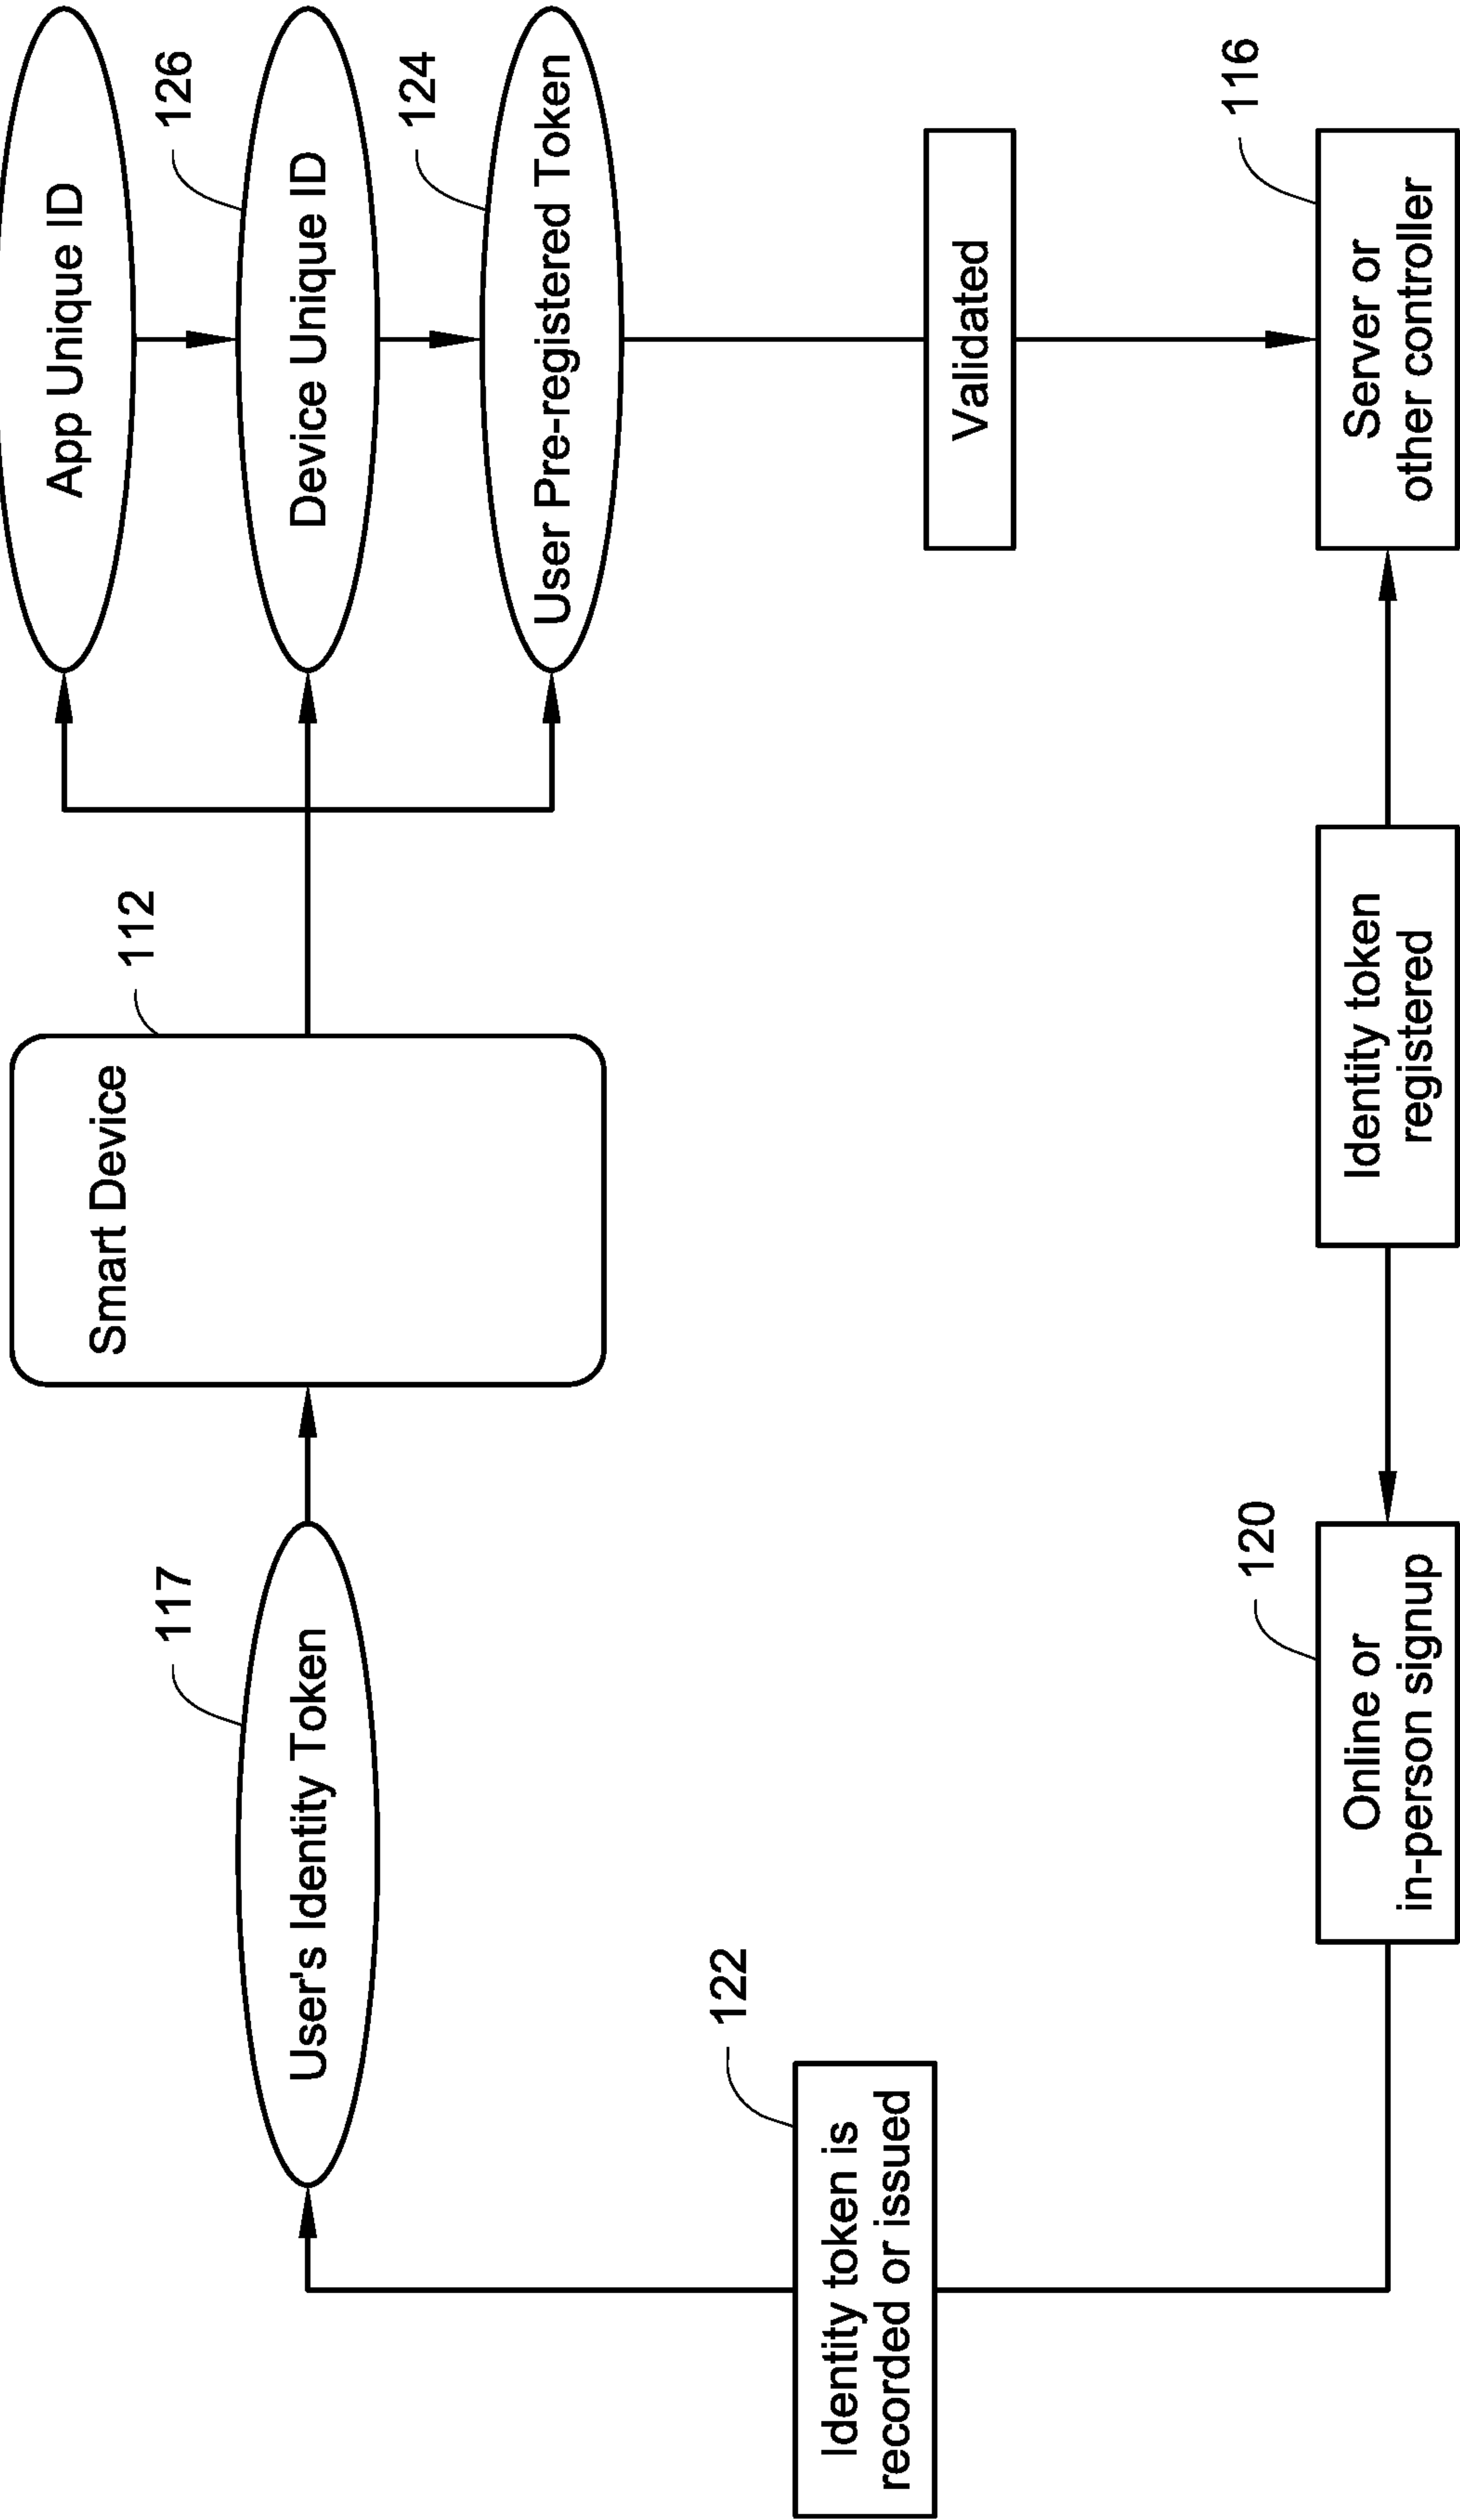 117
User's Identity Token
112
Smart Device
App Unique ID
126
Device Unique ID
124
User Pre-registered Token
122
Identity token is
recorded or issued
Validated
120
Online or
in-person signup
Identity token
registered
116
Server or
other controller